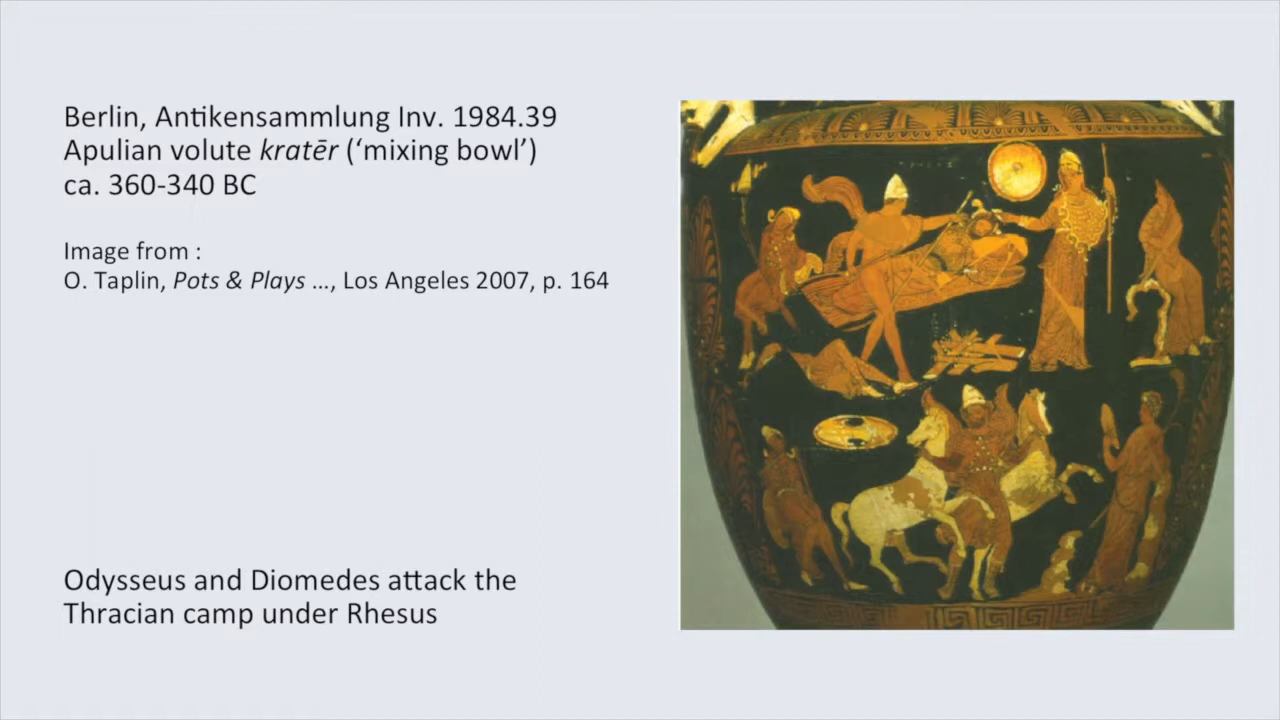 Berlin, Antikensammlung Inv. 1984.39
Apulian volute kratēr (‘mixing bowl’)
ca. 360-340 BC
Image from :
O. Taplin, Pots & Plays ..., Los Angeles 2007, p. 164
Odysseus and Diomedes attack the
Thracian camp under Rhesus